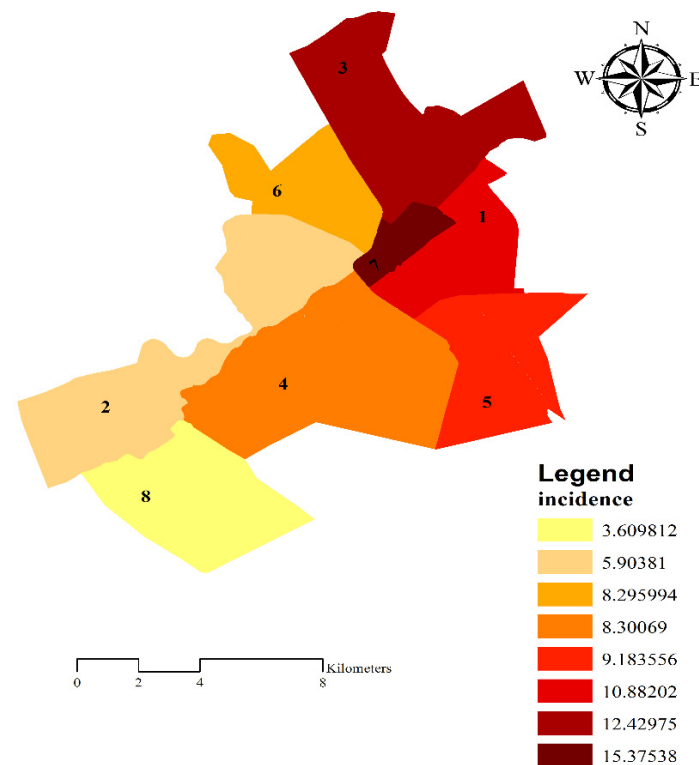 N
W E
S
3
6
1
7
4
2
5
8
Legend
incidence
3.609812
5.90381
8.295994
8.30069
9.183556
10.88202
12.42975
15.37538
Kilometers
0 2 4 8